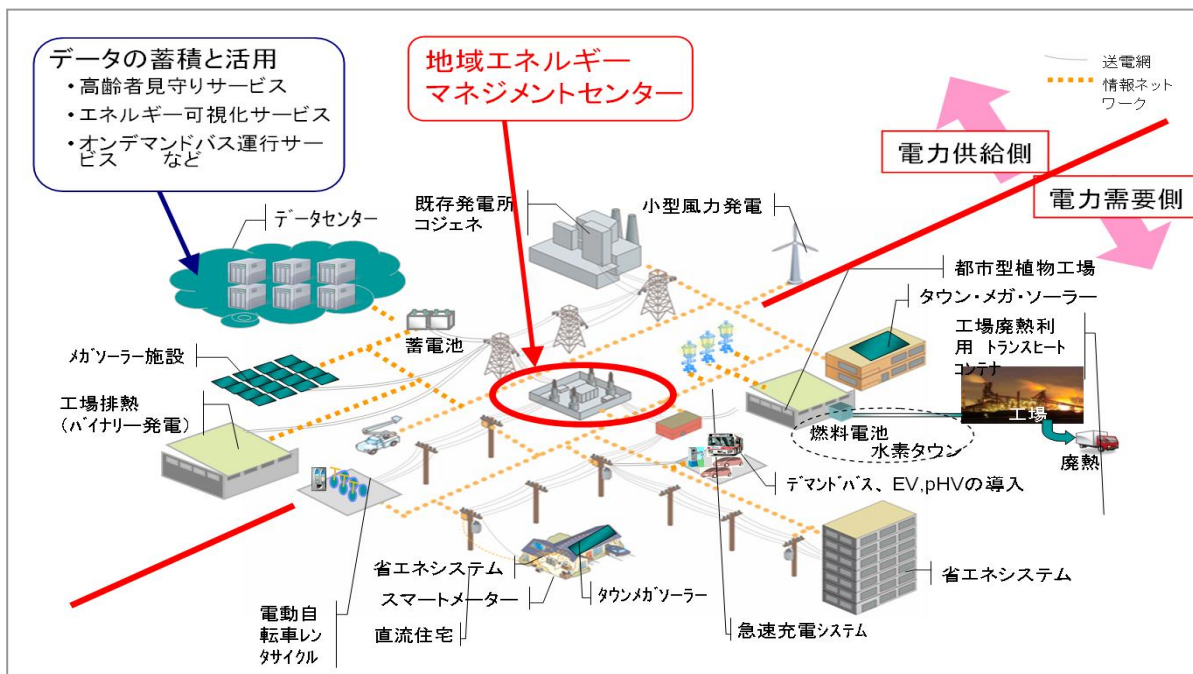 データの蓄積と活用
・高齢者見守りサービス
・エネルギー可視化サービス
・オンデマンドバス運行サー
ビス など
地域エネルギー
マネジメントセンター
送電網
情報ネット
ワーク
電力供給側
電力需要側
データセンター
既存発電所
コジェネ
小型風力発電
都市型植物工場
タウン・メガ・ソーラー
工場廃熱利
用 トランスヒート
コンテナ
蓄電池
メガソーラー施設
工場排熱
(バイナリー発電)
工場
燃料電池
水素タウン
廃熱
デマンドバス、EV,pHVの導入
省エネシステム
スマートメーター
タウンメガソーラー
直流住宅
電動自
転車レン
タサイクル
急速充電システム
省エネシステム